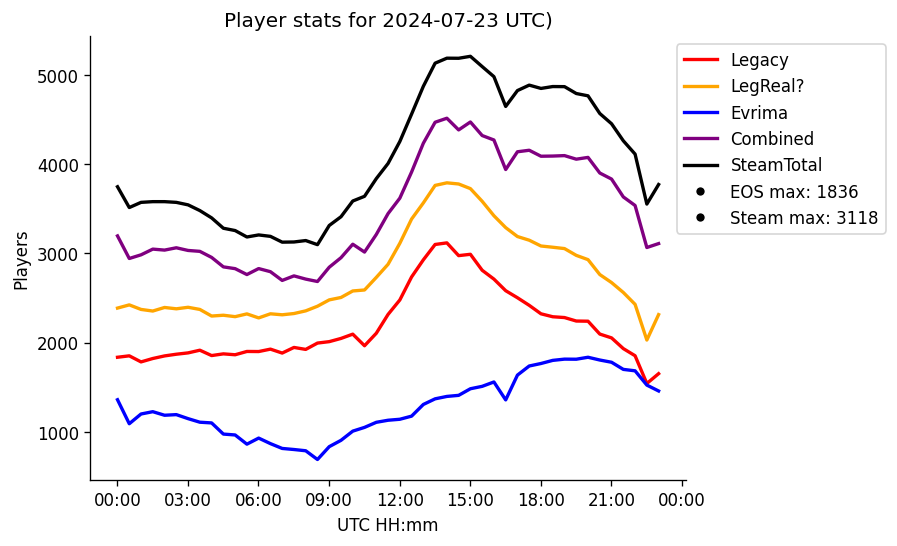 Player stats for 2024-07-23 UTC)
Legacy
LegReal?
Evrima
Combined
SteamTotal
EOS max: 1836
Steam max: 3118
Players
5000
4000
3000
2000
1000
00:00 03:00 06:00 09:00 12:00 15:00 18:00 21:00 00:00
UTC HH:mm